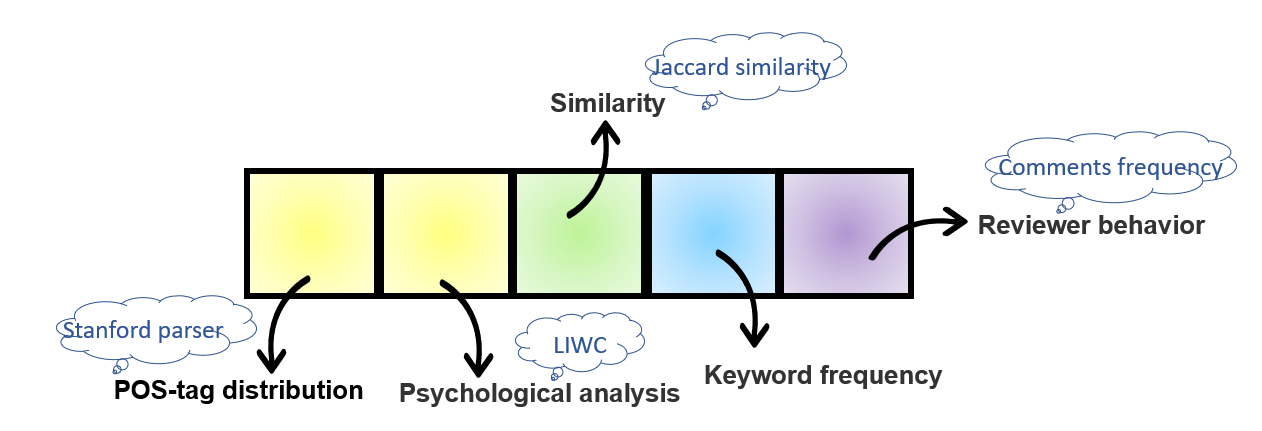 Jaccard similarity
Similarity
Comments frequency
Reviewer behavior
Stanford parser
LIWC
POS-tag distribution
Psychological analysis
Keyword frequency